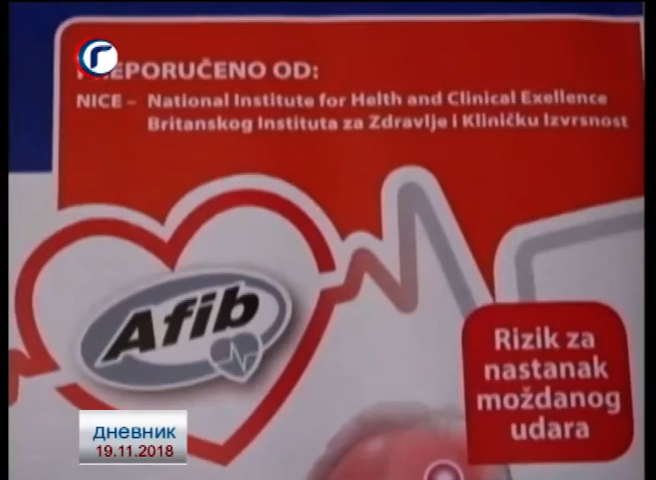 PREPORUČENO OD:
NICE – National Institute for Helth and Clinical Exellence
Britanskog Instituta za Zdravlje i Kliničku Izvrsnost
Afib
Rizik za
nastanak
moždanog
udara
дневник
19.11.2018